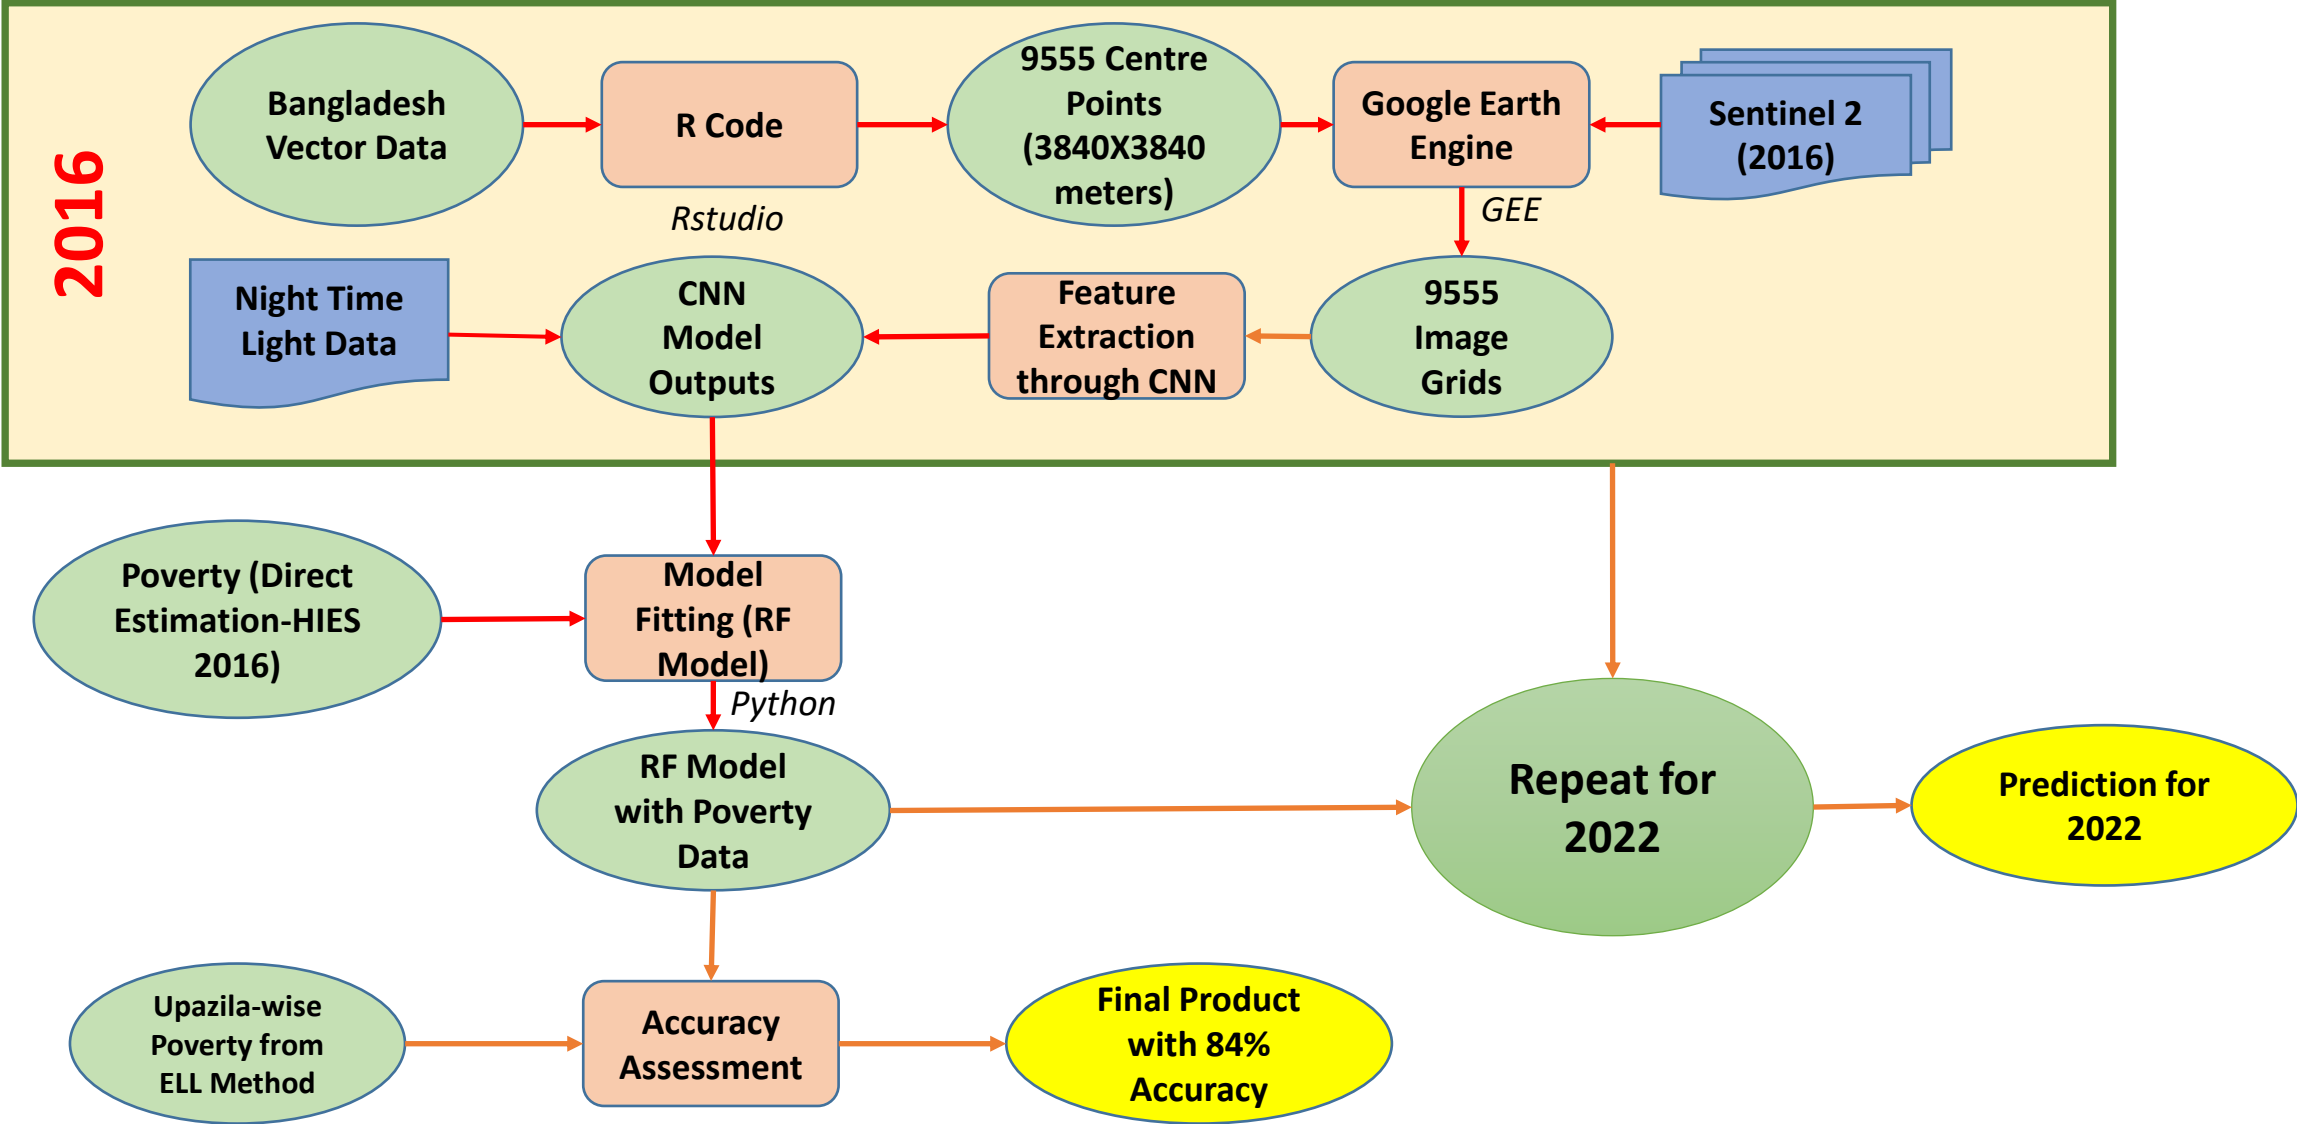 2016
Bangladesh
Vector Data
R Code
Rstudio
9555 Centre
Points
(3840X3840
meters)
Google Earth
Engine
GEE
Sentinel 2
(2016)
Night Time
Light Data
CNN
Model
Outputs
Feature
Extraction
through CNN
9555
Image
Grids
Poverty (Direct
Estimation-HIES
2016)
Model
Fitting (RF
Model)
Python
RF Model
with Poverty
Data
Repeat for
2022
Prediction for
2022
Upazila-wise
Poverty from
ELL Method
Accuracy
Assessment
Final Product
with 84%
Accuracy